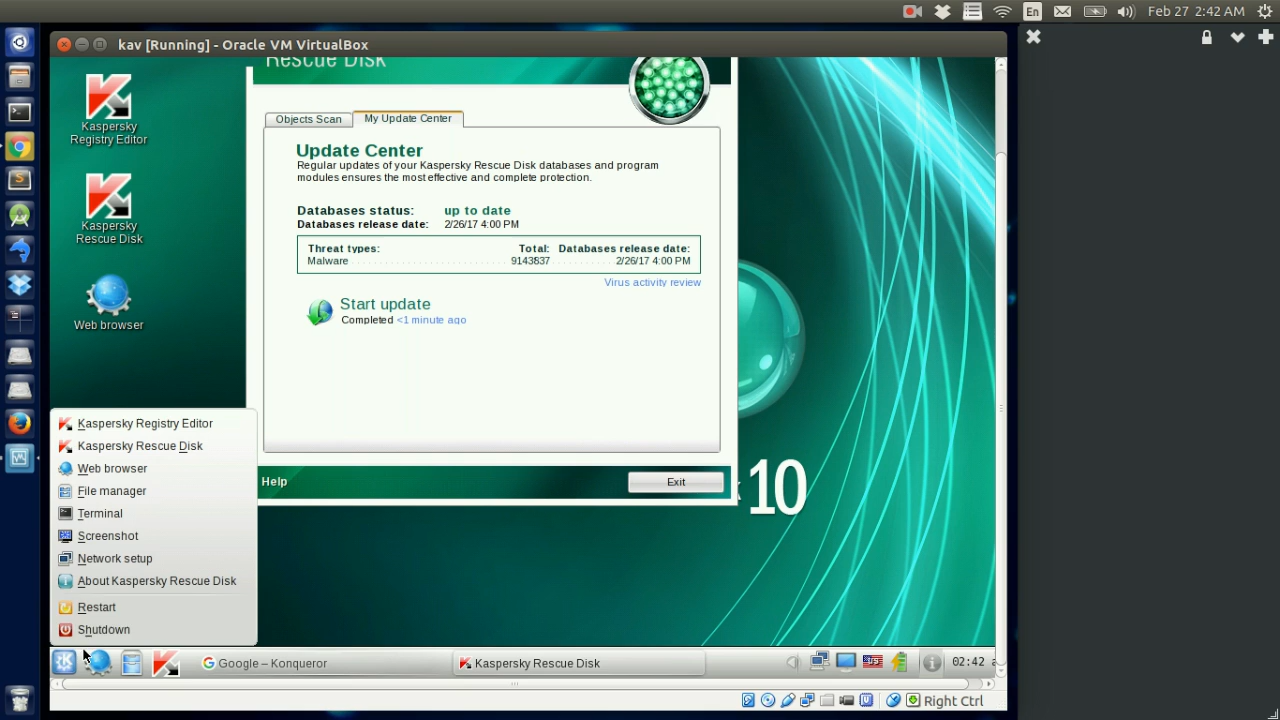 En
Feb 27 2:42 AM
kav [Running] - Oracle VM VirtualBox
Rescue Disk
Kaspersky
Registry Editor
Kaspersky
Rescue Disk
Web browser
Objects Scan
My Update Center
Update Center
Regular updates of your Kaspersky Rescue Disk databases and program
modules ensures the most effective and complete protection.
Databases status: up to date
Databases release date: 2/26/17 4:00 PM
Threat types: Total: Databases release date:
Malware 9143837 2/26/17 4:00 PM
Virus activity review
Start update
Completed <1 minute ago
Help
Exit
10
Kaspersky Registry Editor
Kaspersky Rescue Disk
Web browser
File manager
Terminal
Screenshot
Network setup
About Kaspersky Rescue Disk
Restart
Shutdown
Google – Konqueror
Kaspersky Rescue Disk
02:42 a
Right Ctrl